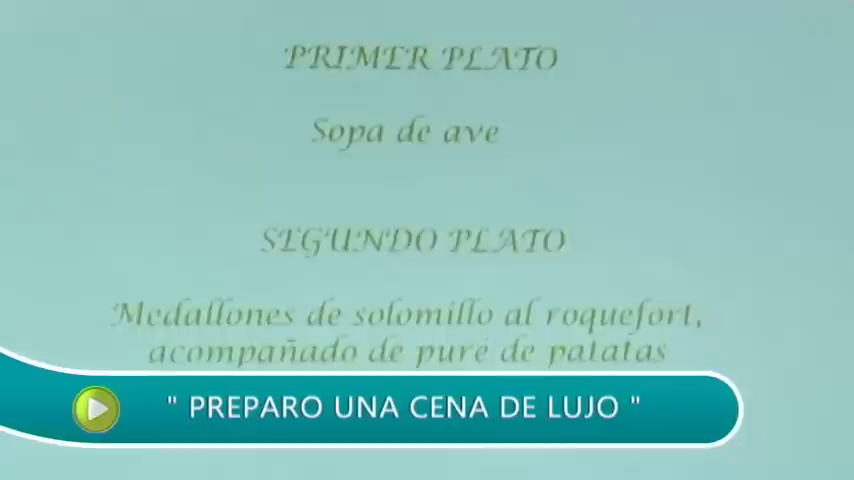 PRIMER PLATO
Sopa de ave
SEGUNDO PLATO
Medallones de solomillo al roquefort,
acompañado de puré de patatas
" PREPARO UNA CENA DE LUJO "